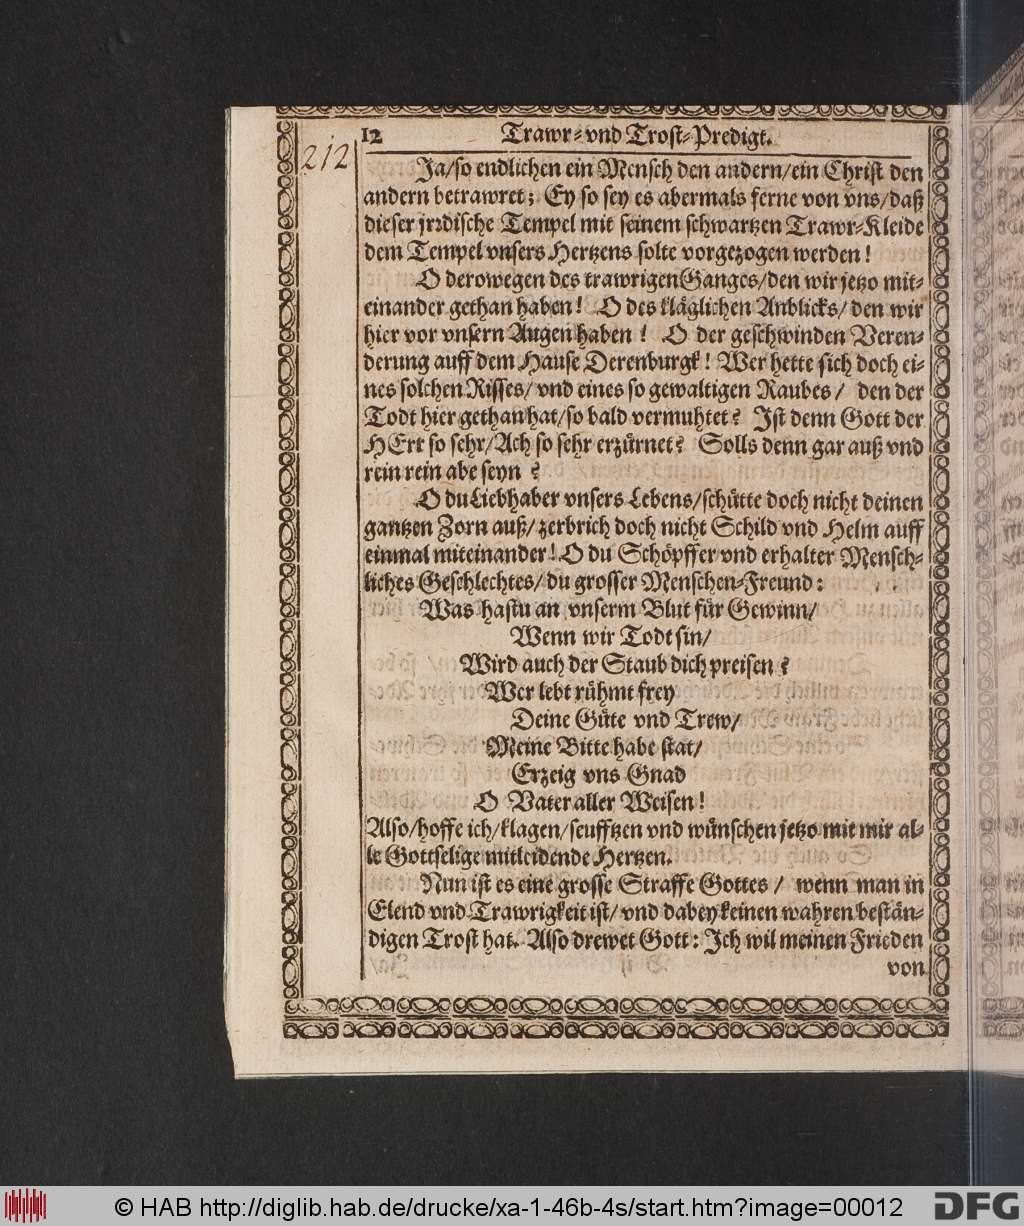 12 Trawr- vnd Trost-Predigt.
212
Ja/so endlichen ein Mensch den andern/ein Christ den
andern betrawret; Ey so sey es abermals ferne von vns/daß
dieser jrrdische Tempel mit seinem schwartzen Trawr-Kleide
dem Tempel vnsers Hertzens solte vorgezogen werden!
O derowegen des trawrigen Ganges/den wir jetzo mit-
einander gethan haben! O des kläglichen Anblicks/ den wir
hier vor vnsern Augen haben! O der geschwinden Veren-
derung auff dem Hause Derenburgk! Wer hette sich doch ei-
nes solchen Risses/ vnd eines so gewaltigen Raubes/ den der
Todt hier gethan hat/so bald vermuhtet? Ist denn Gott der
HErr so sehr/Ach so sehr erzürnet? Solls denn gar auß vnd
rein rein abe seyn?
O du Liebhaber vnsers Lebens/schütte doch nicht deinen
gantzen Zorn auß/zerbrich doch nicht Schild vnd Helm auff
einmal miteinander! O du Schöpffer vnd erhalter Mensch-
liches Geschlechtes/ du grosser Menschen-Freund:
Was hastu an vnserm Blut für Gewinn/
Wenn wir Todt sin/
Wird auch der Staub dich preisen?
Wer lebt rühmt frey
Deine Güte vnd Trew/
Meine Bitte habe stat/
Erzeig vns Gnad
O Vater aller Weisen!
Also/hoffe ich/klagen/seufftzen vnd wünschen jetzo mit mir al-
le Gottselige mitleidende Hertzen.
Nun ist es eine grosse Straffe Gottes/ wenn man in
Elend vnd Trawrigkeit ist/ vnd dabey keinen wahren bestän-
digen Trost hat. Also drewet Gott: Ich wil meinen Frieden
von
© HAB http://diglib.hab.de/drucke/xa-1-46b-4s/start.htm?image=00012
DFG